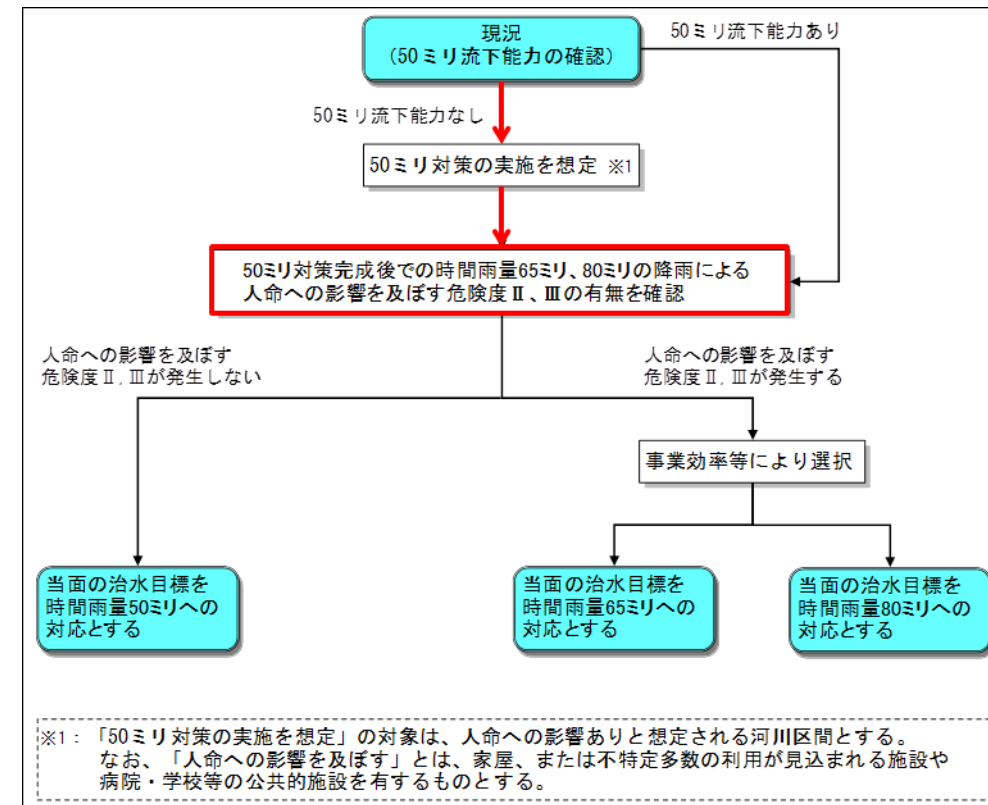 現況
(50ミリ流下能力の確認)
50ミリ流下能力あり
50ミリ流下能力なし
50ミリ対策の実施を想定 ※1
50ミリ対策完成後での時間雨量65ミリ、80ミリの降雨による
人命への影響を及ぼす危険度Ⅱ、Ⅲの有無を確認
人命への影響を及ぼす
危険度Ⅱ,Ⅲが発生しない
人命への影響を及ぼす
危険度Ⅱ,Ⅲが発生する
事業効率等により選択
当面の治水目標を
時間雨量50ミリへの
対応とする
当面の治水目標を
時間雨量65ミリへの
対応とする
当面の治水目標を
時間雨量80ミリへの
対応とする
※1:「50ミリ対策の実施を想定」の対象は、人命への影響ありと想定される河川区間とする。
なお、「人命への影響を及ぼす」とは、家屋、または不特定多数の利用が見込まれる施設や
病院・学校等の公共的施設を有するものとする。